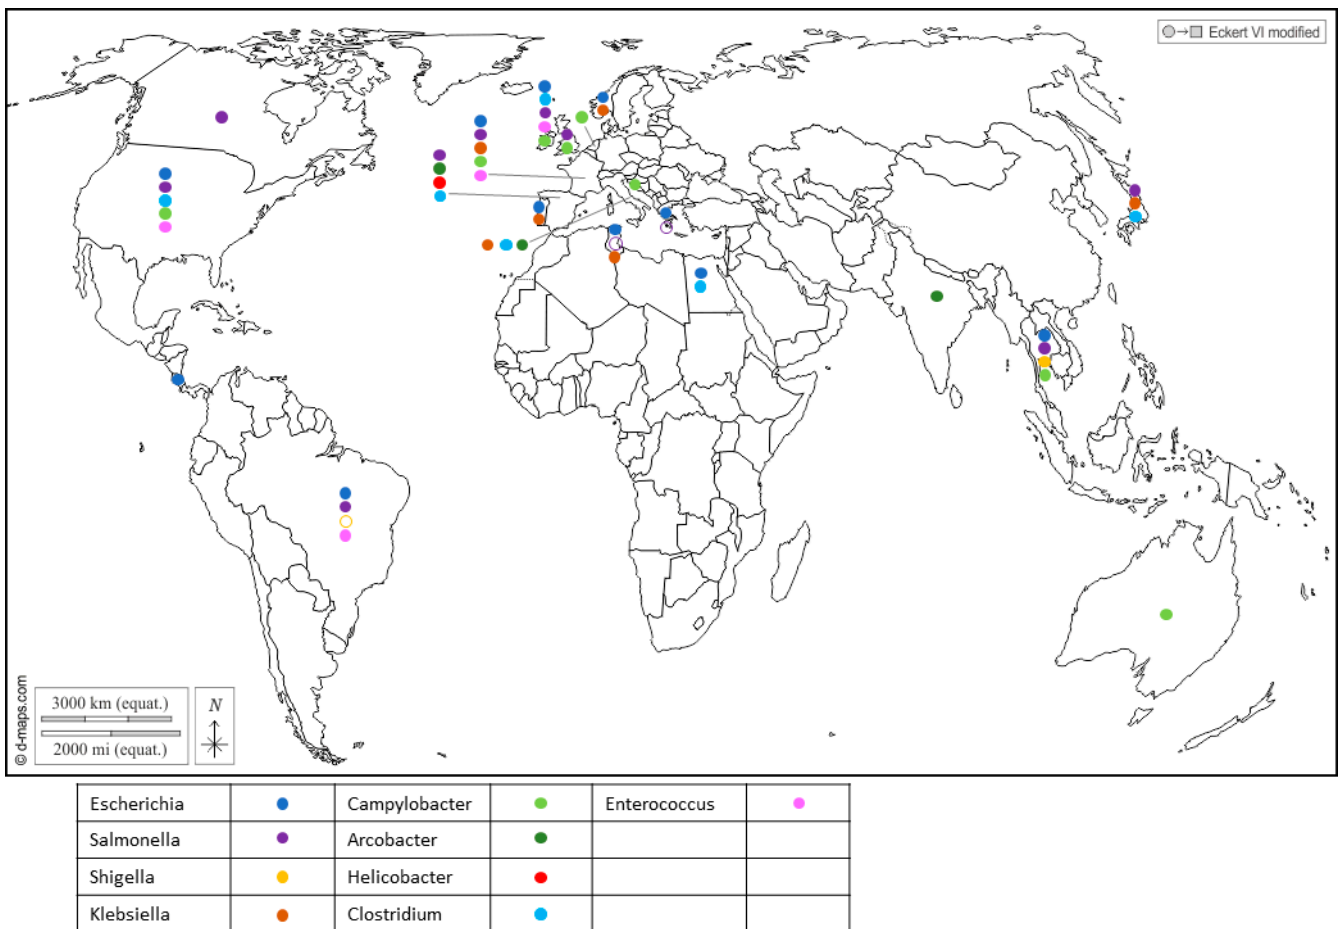 Eckert VI modified
3000 km (equat.)
2000 mi (equat.)
N
© d-maps.com
Escherichia Campylobacter Enterococcus
Salmonella Arcobacter
Shigella Helicobacter
Klebsiella Clostridium